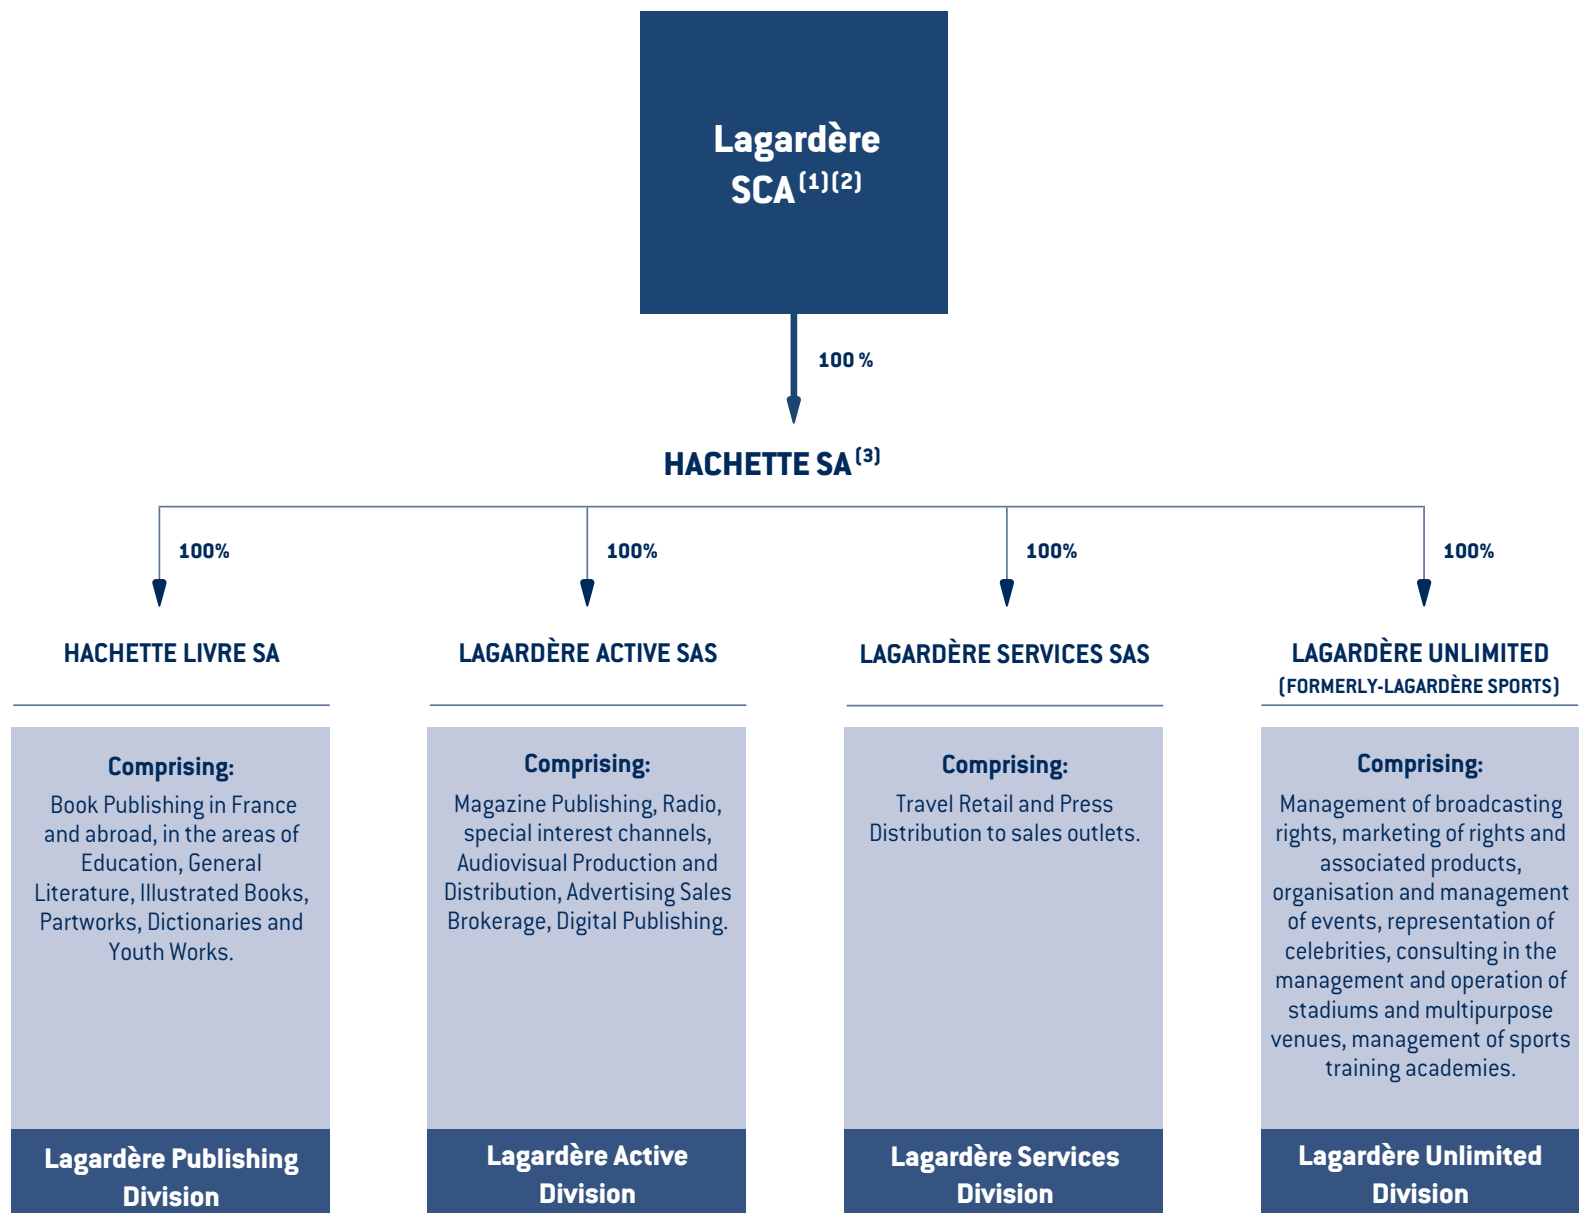 Lagardère
SCA (1)(2)
100 %
HACHETTE SA (3)
100%
100%
100%
100%
HACHETTE LIVRE SA
LAGARDÈRE ACTIVE SAS
LAGARDÈRE SERVICES SAS
LAGARDÈRE UNLIMITED
(FORMERLY-LAGARDÈRE SPORTS)
Comprising:
Book Publishing in France
and abroad, in the areas of
Education, General
Literature, Illustrated Books,
Partworks, Dictionaries and
Youth Works.
Lagardère Publishing
Division
Comprising:
Magazine Publishing, Radio,
special interest channels,
Audiovisual Production and
Distribution, Advertising Sales
Brokerage, Digital Publishing.
Lagardère Active
Division
Comprising:
Travel Retail and Press
Distribution to sales outlets.
Lagardère Services
Division
Comprising:
Management of broadcasting
rights, marketing of rights and
associated products,
organisation and management
of events, representation of
celebrities, consulting in the
management and operation of
stadiums and multipurpose
venues, management of sports
training academies.
Lagardère Unlimited
Division